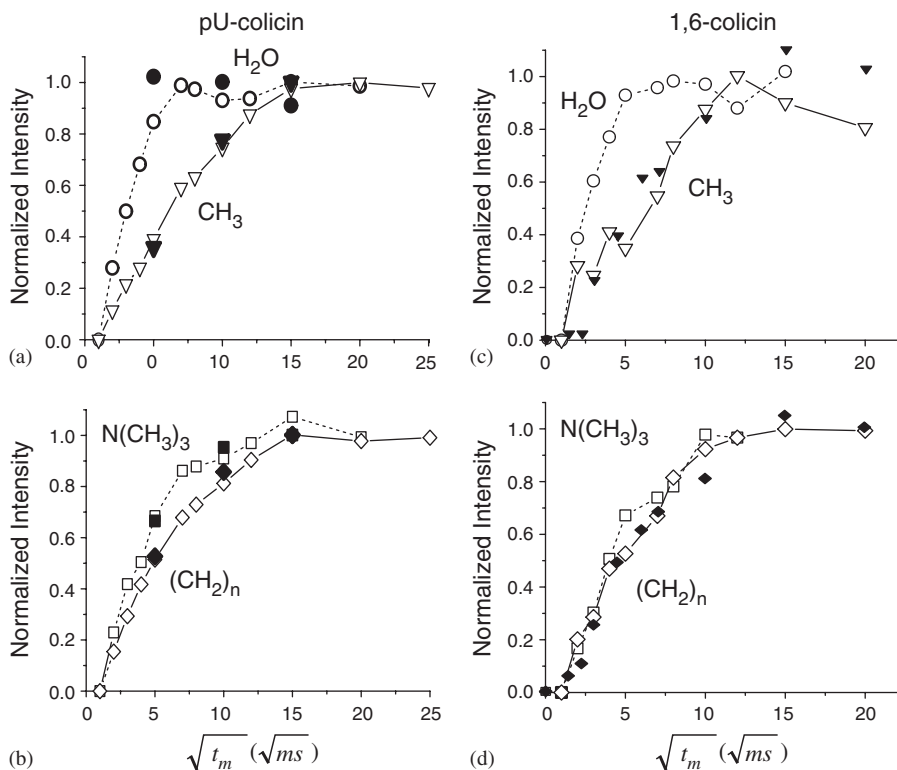 pU-colicin
1,6-colicin
(a)
Normalized Intensity
1.0
0.8
0.6
0.4
0.2
0.0
H₂O
CH₃
0 5 10 15 20 25
(c)
Normalized Intensity
1.0
0.8
0.6
0.4
0.2
0.0
H₂O
CH₃
0 5 10 15 20
(b)
Normalized Intensity
1.0
0.8
0.6
0.4
0.2
0.0
N(CH₃)₃
(CH₂)ₙ
0 5 10 15 20 25
√tₘ (√ms)
(d)
Normalized Intensity
1.0
0.8
0.6
0.4
0.2
0.0
N(CH₃)₃
(CH₂)ₙ
0 5 10 15 20
√tₘ (√ms)